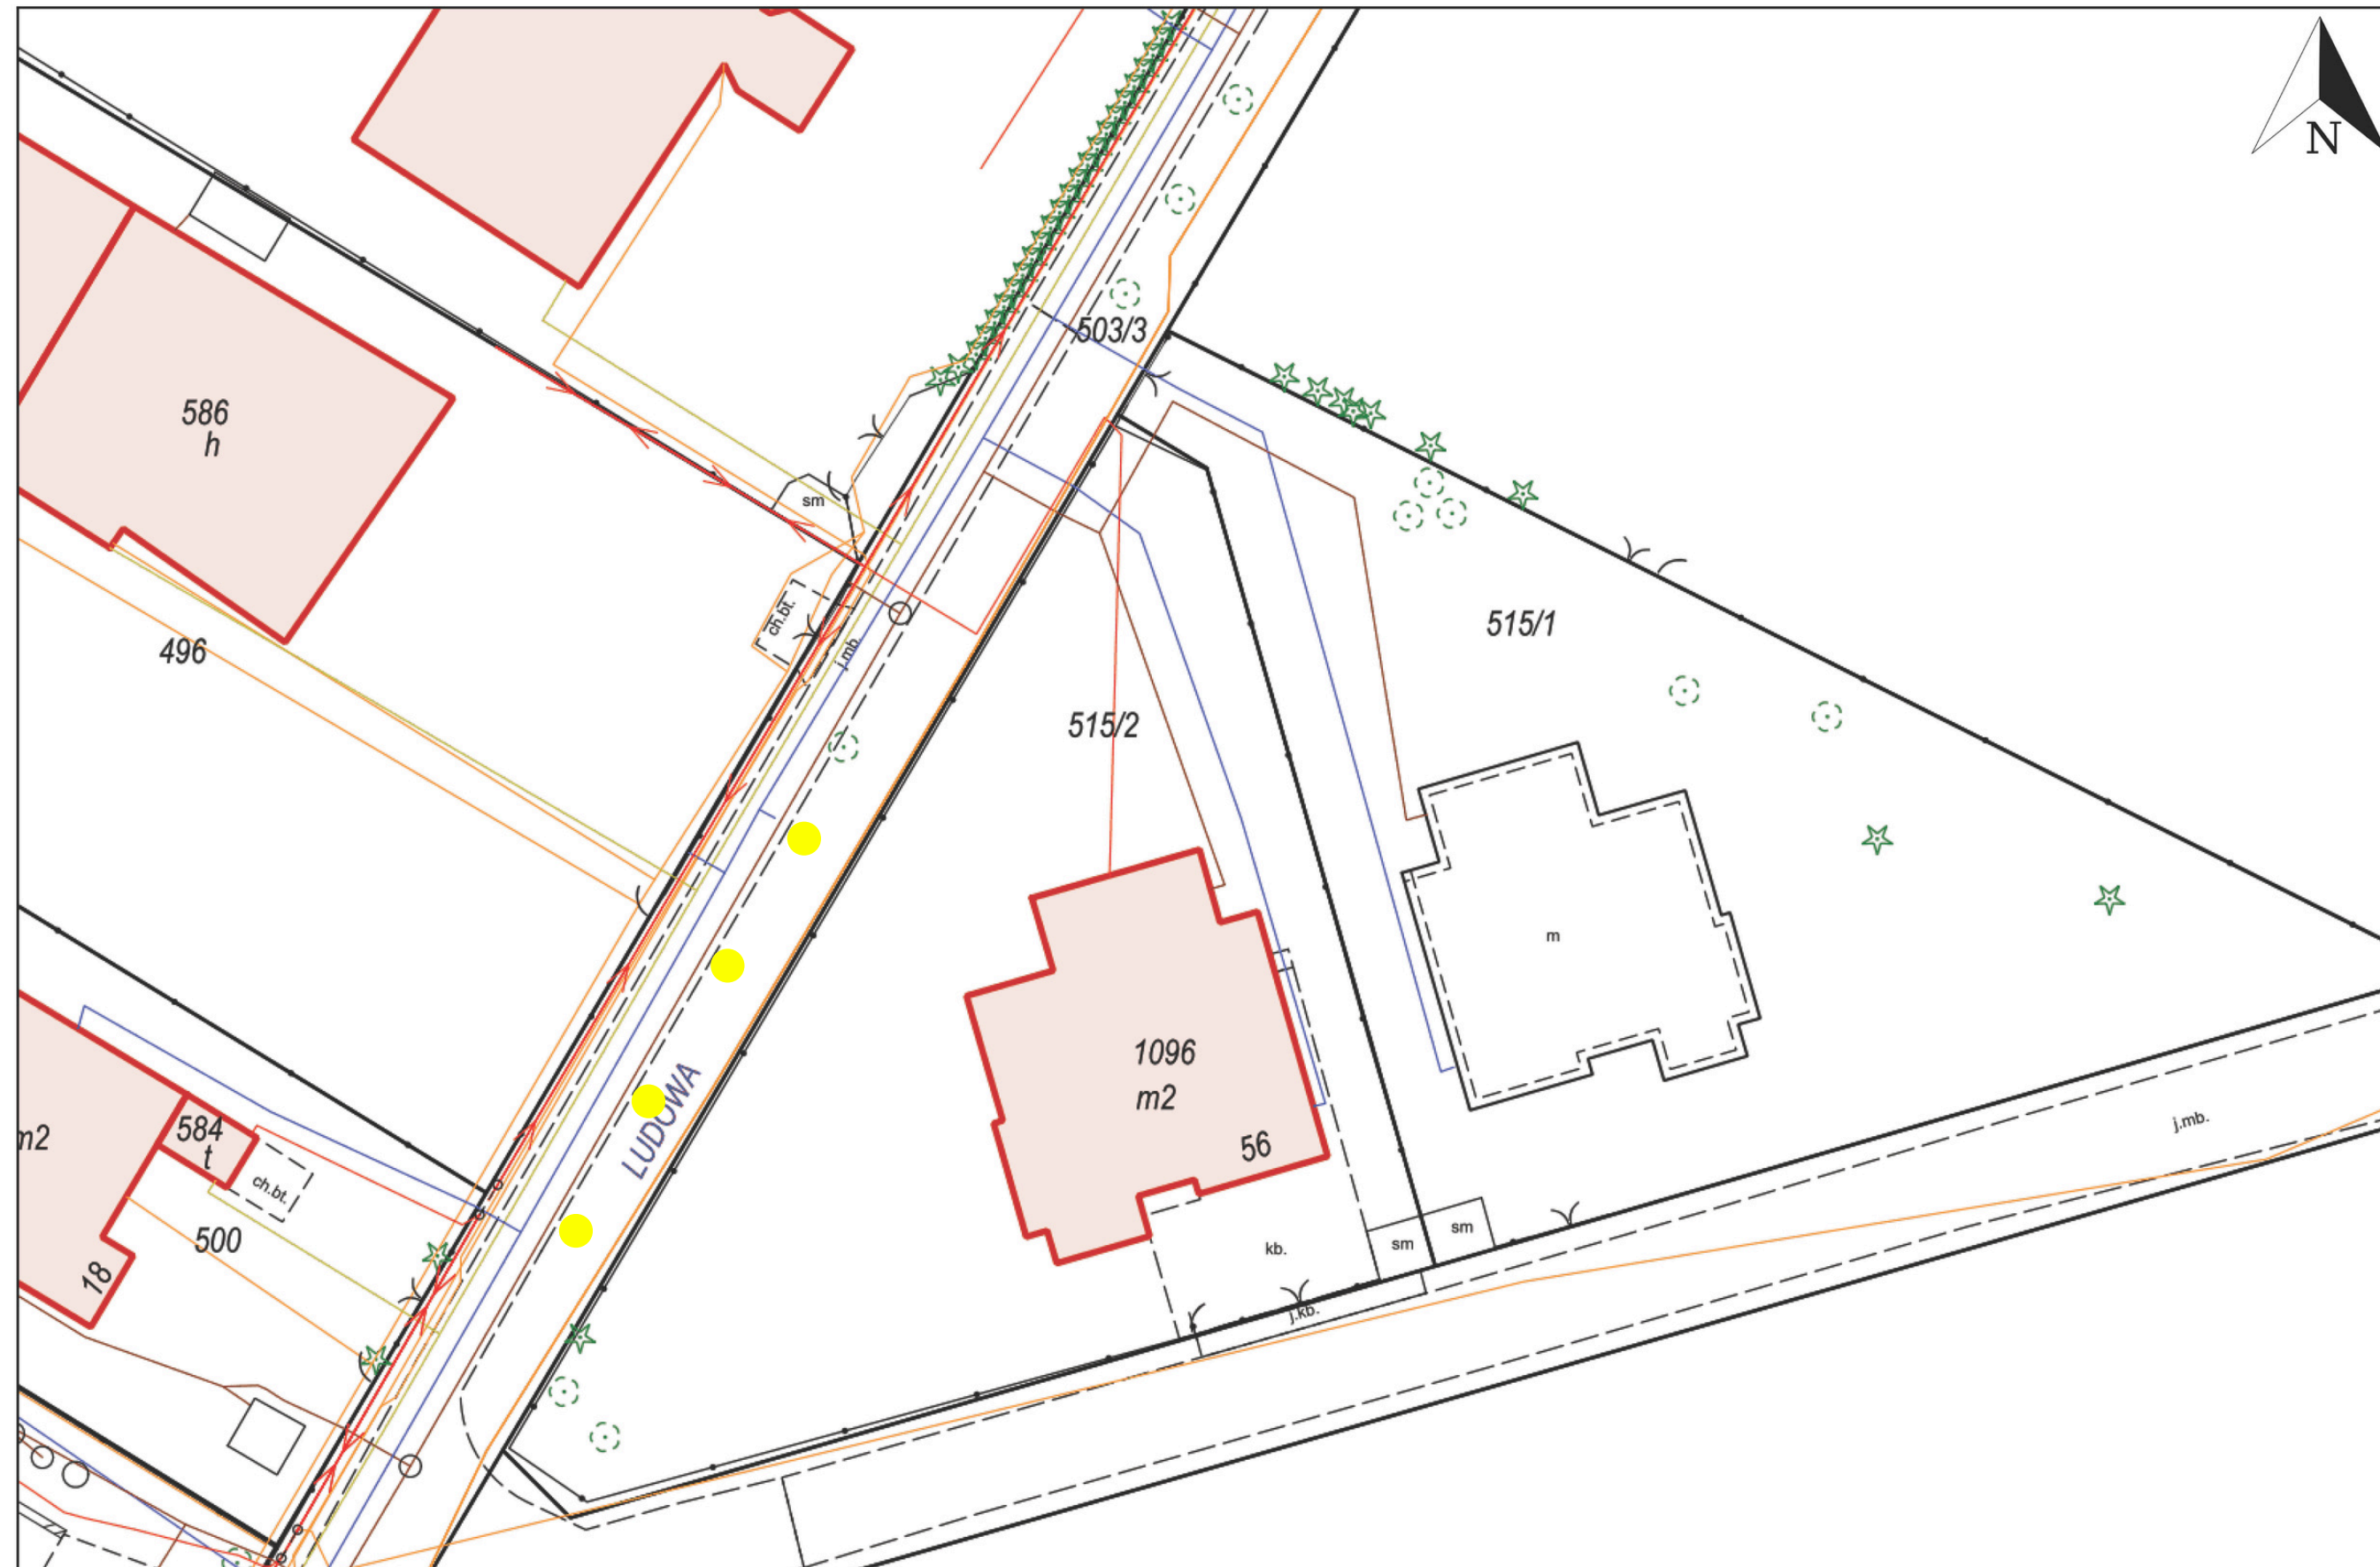 N
503/3
586
h
sm
ch.bt.
j.mb.
496
515/1
515/2
m
1096
m2
56
LUDOWA
m2
584
t
ch.bt.
500
18
j.mb.
sm
sm
kb.
j.kb.